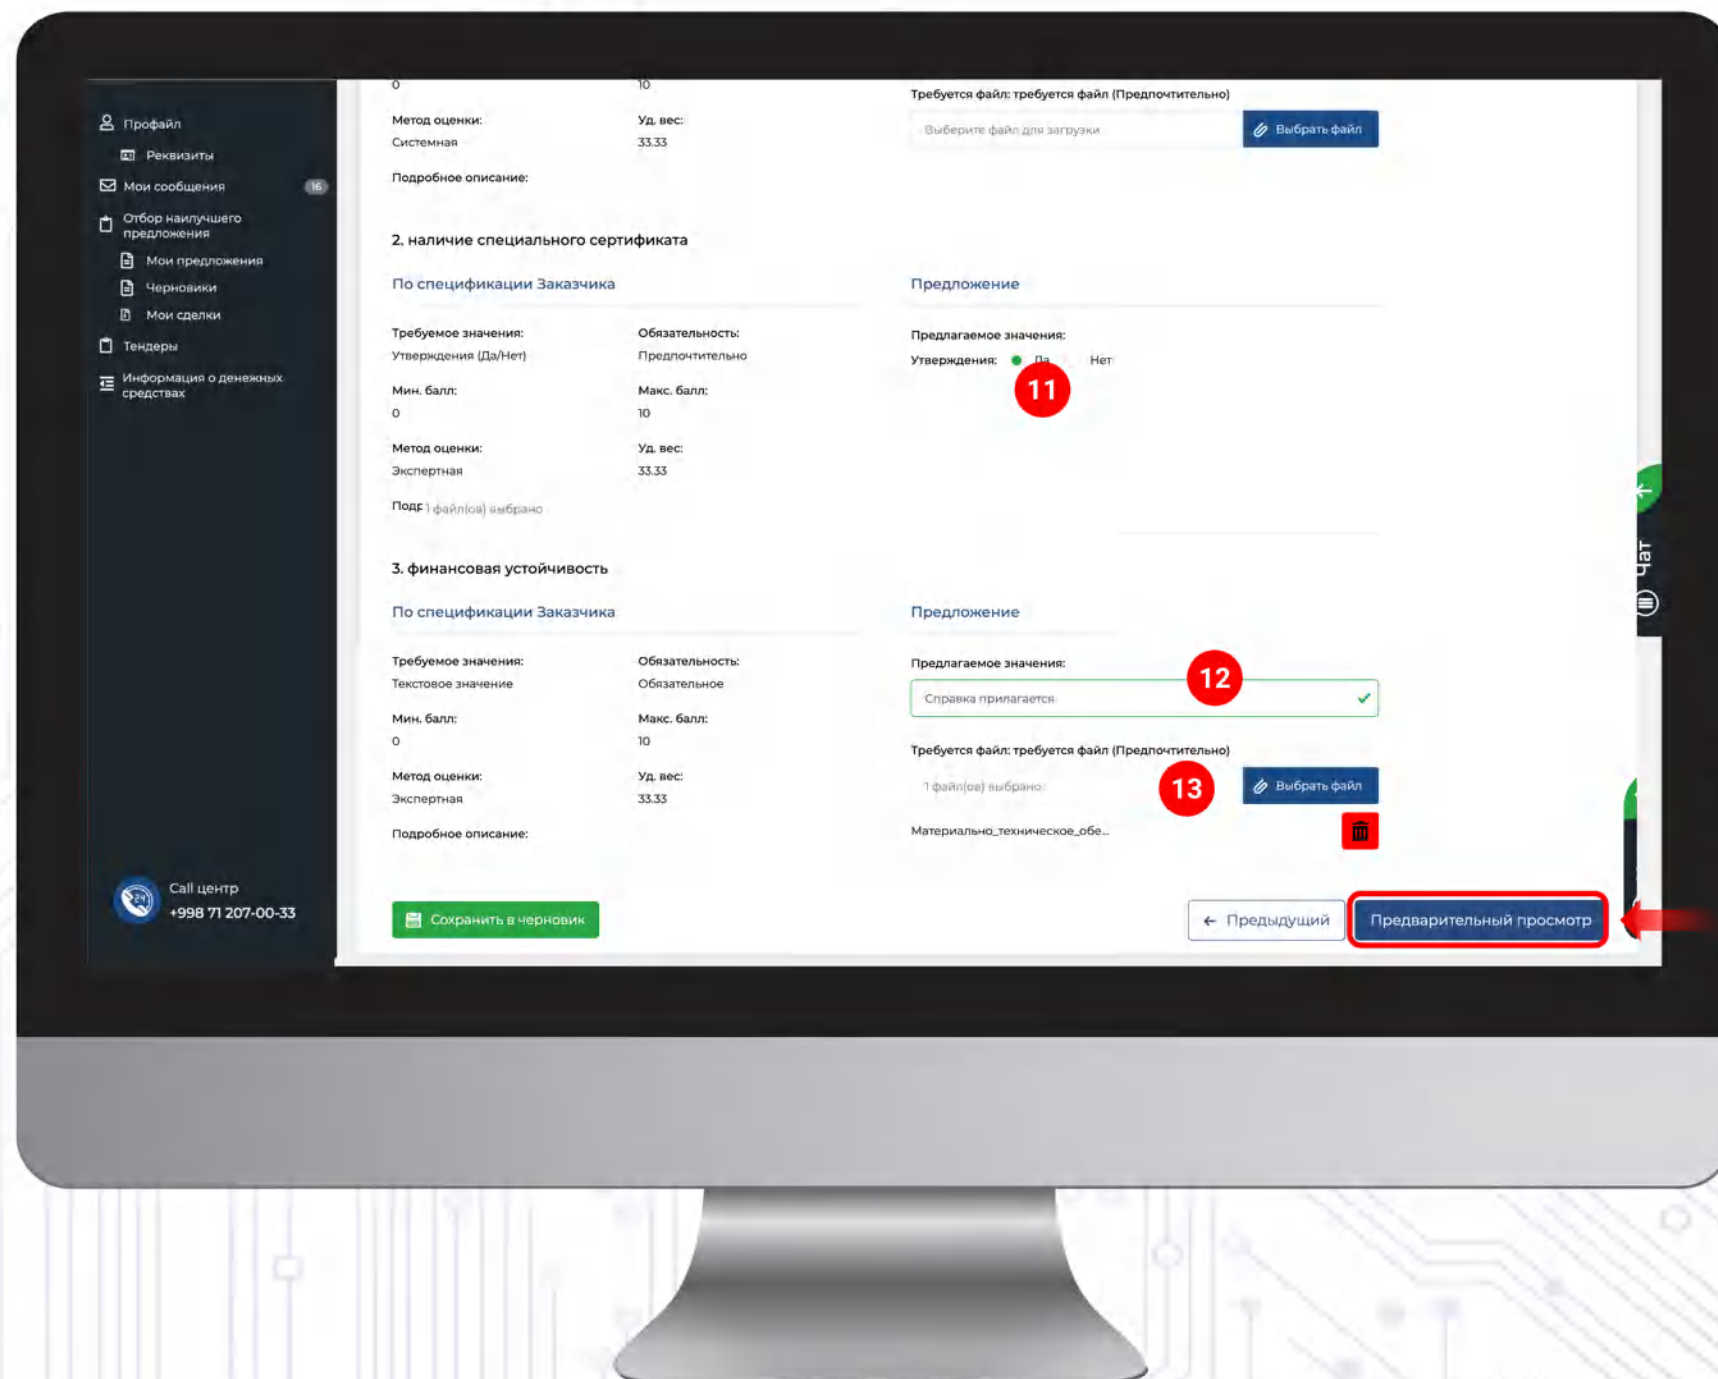 Профайл
Реквизиты
Мои сообщения 16
Отбор наилучшего
предложения
Мои предложения
Черновики
Мои сделки
Тендеры
Информация о денежных
средствах
24
Call центр
+998 71 207-00-33
0 10
Метод оценки: Уд. вес:
Системная 33.33
Подробное описание:
Требуется файл: требуется файл (Предпочтительно)
Выберите файл для загрузки Выбрать файл
2. наличие специального сертификата
По спецификации Заказчика
Требуемое значения: Обязательность:
Утверждения (Да/Нет) Предпочтительно
Мин. балл: Макс. балл:
0 10
Метод оценки: Уд. вес:
Экспертная 33.33
1 файл(ов) выбрано
Предложение
Предлагаемое значения:
Утверждения: Да Нет
11
3. финансовая устойчивость
По спецификации Заказчика
Требуемое значения: Обязательность:
Текстовое значение Обязательное
Мин. балл: Макс. балл:
0 10
Метод оценки: Уд. вес:
Экспертная 33.33
Подробное описание:
Предложение
Предлагаемое значения:
12
Справка прилагается
Требуется файл: требуется файл (Предпочтительно)
1 файл(ов) выбрано 13 Выбрать файл
Материально_техническое_обе...
Сохранить в черновик
Предыдущий
Предварительный просмотр
Чат